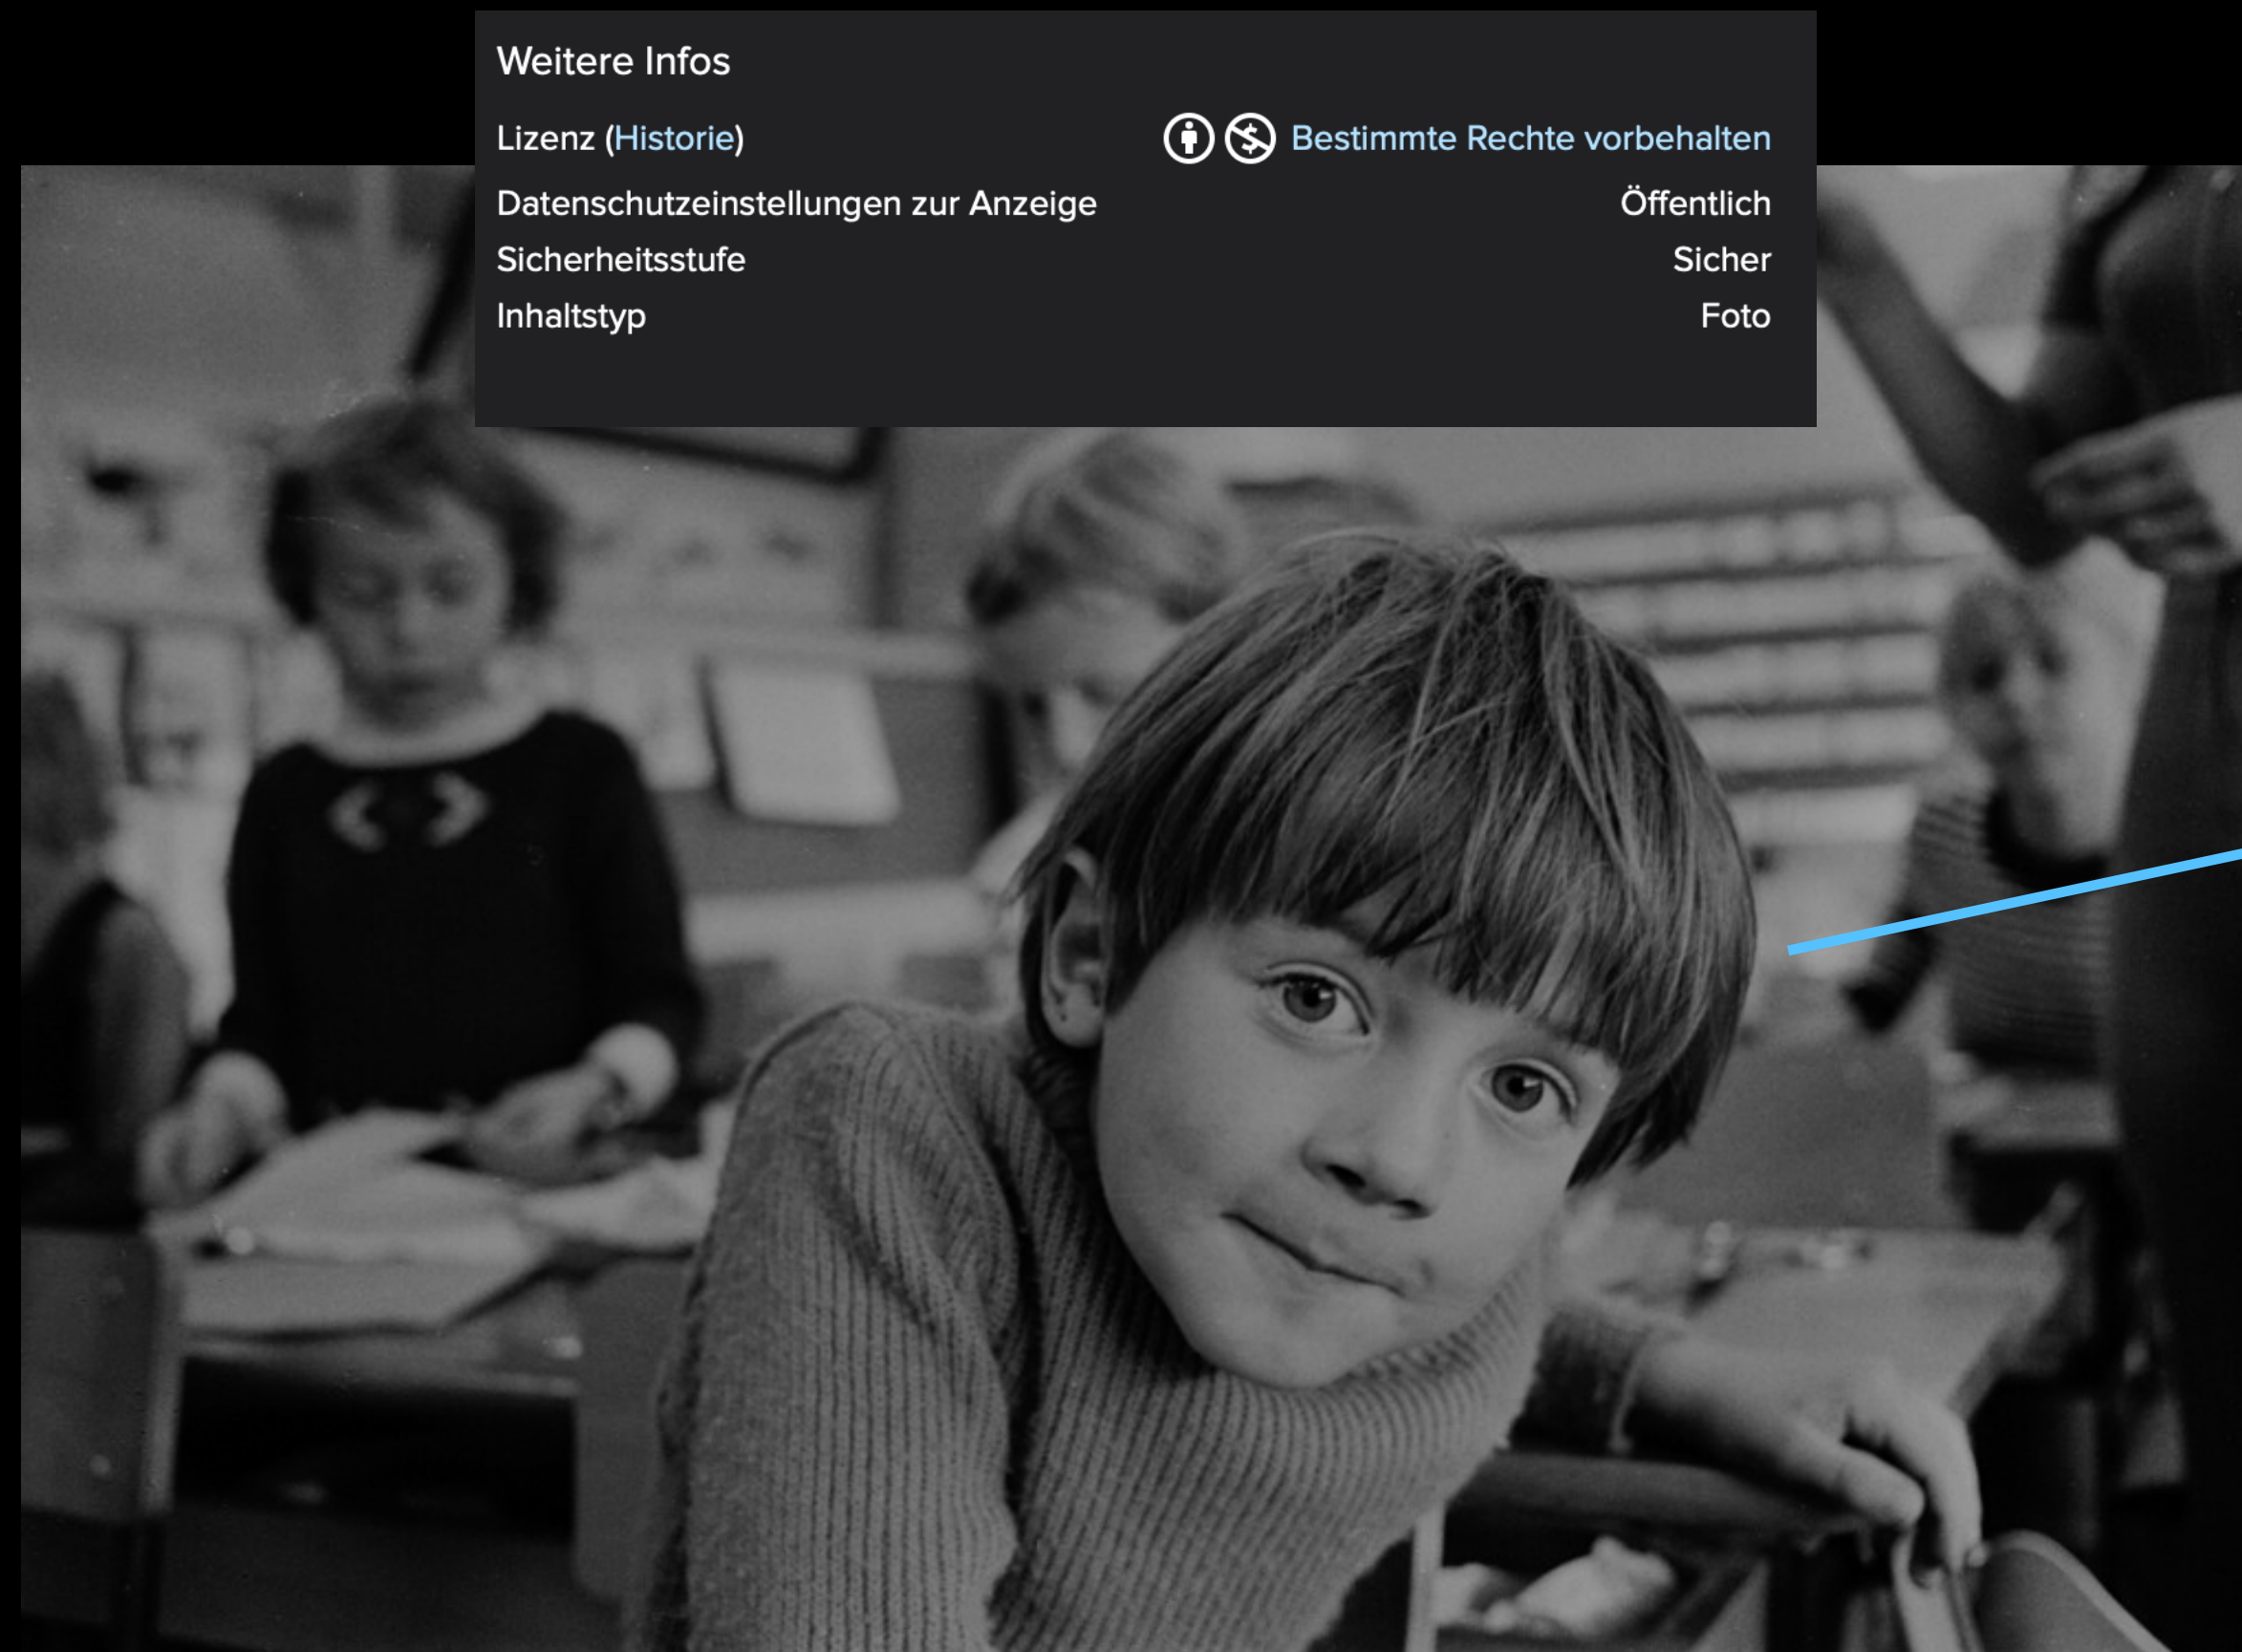 Weitere Infos
Lizenz (Historie) Bestimmte Rechte vorbehalten
Datenschutzeinstellungen zur Anzeige Öffentlich
Sicherheitsstufe Sicher
Inhaltstyp Foto